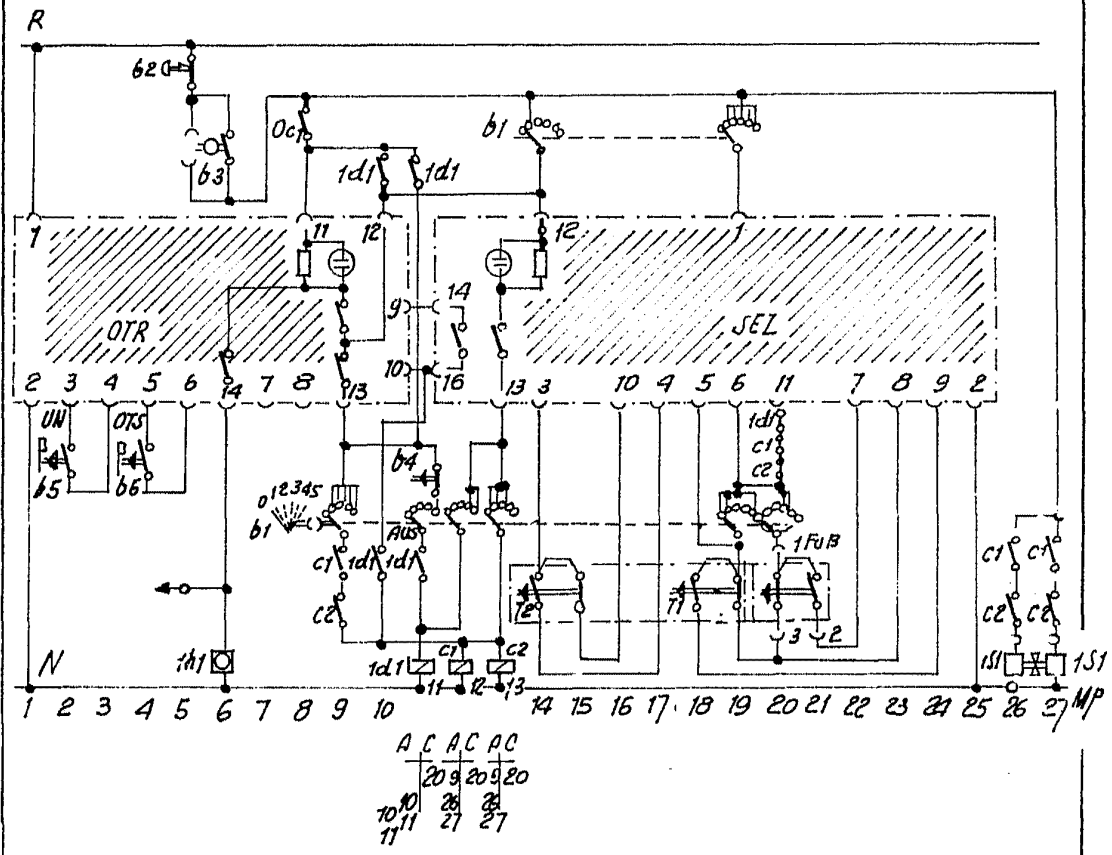 R
b2
0c1
b1
b3
1d1 1d1
1 11 12 12 1
9 14
OTR SEZ
10 16
2 3 4 5 6 14 7 8 13 13 3 10 4 5 6 11 7 8 9 2
UN OTS 1d1
c1
b5 b6 b4 c2
0 1 2 3 4 5
b1 AUS 1FUB
c1 1d1 1d1 c1 c1
T2 T1
c2 c2 c2
3 2
N 1h1 1d1 c1 c2 1S1 1S1
11 12 13
1 2 3 4 5 6 7 8 9 10 14 15 16 17 18 19 20 21 22 23 24 25 26 27 MP
A C A C A C
20 9 20 9 20
10 10 26 26
11 11 27 27